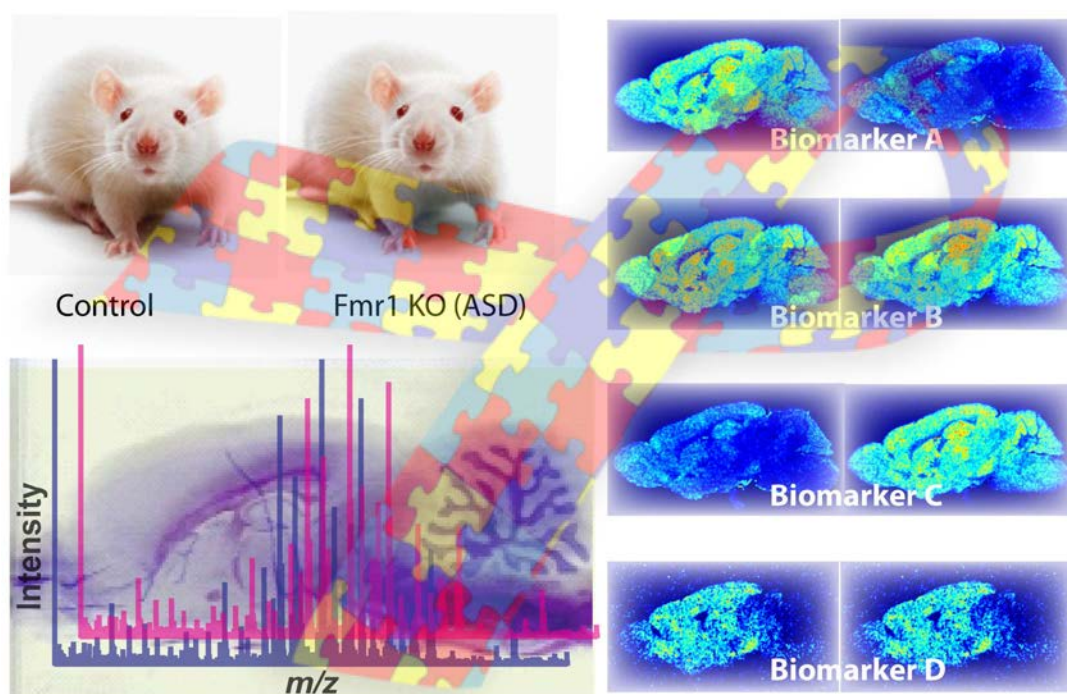 Control
Fmr1 KO (ASD)
Intensity
m/z
Biomarker A
Biomarker B
Biomarker C
Biomarker D